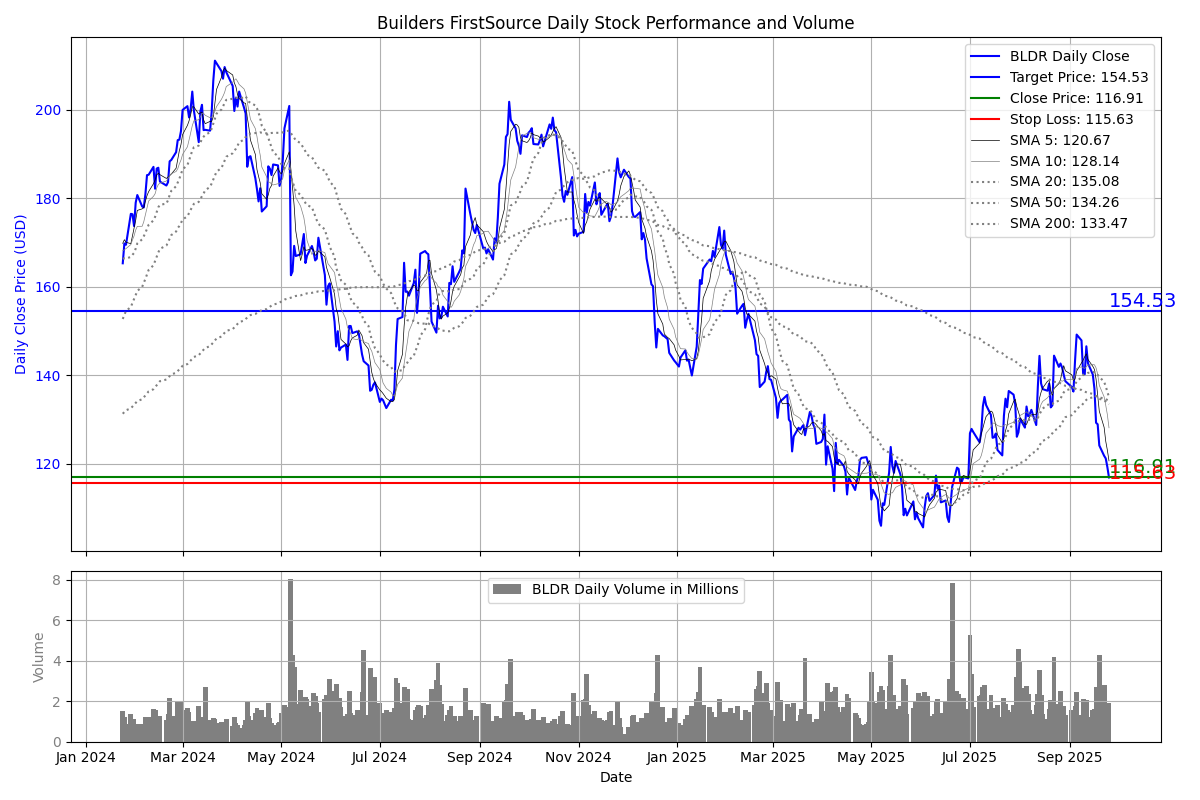 Builders FirstSource Daily Stock Performance and Volume
Daily Close Price (USD)
200
180
160
140
120
BLDR Daily Close
Target Price: 154.53
Close Price: 116.91
Stop Loss: 115.63
SMA 5: 120.67
SMA 10: 128.14
SMA 20: 135.08
SMA 50: 134.26
SMA 200: 133.47
154.53
116.91
115.63
Volume
8
6
4
2
0
BLDR Daily Volume in Millions
Jan 2024
Mar 2024
May 2024
Jul 2024
Sep 2024
Nov 2024
Jan 2025
Mar 2025
May 2025
Jul 2025
Sep 2025
Date